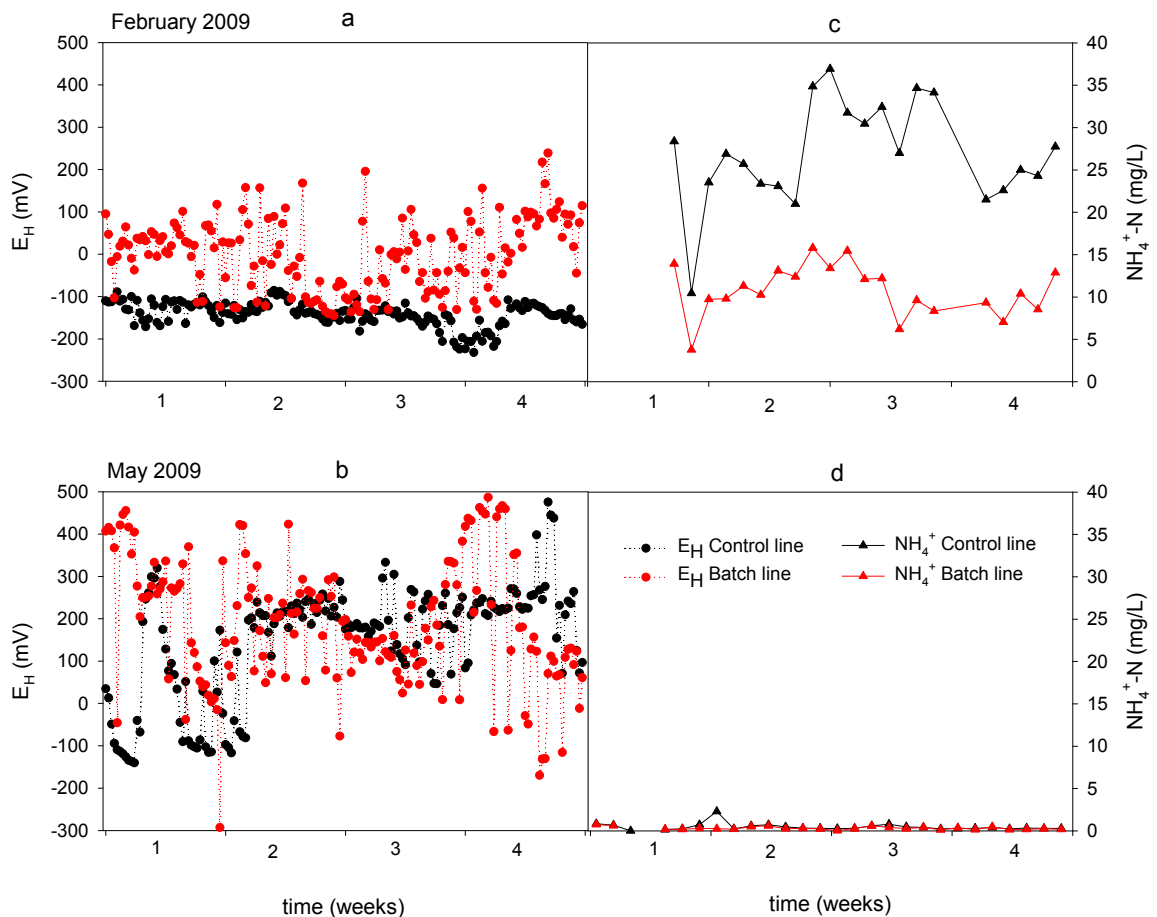 February 2009
a
c
500
400
300
200
100
0
-100
-200
-300
E_H (mV)
1 2 3 4
40
35
30
25
20
15
10
5
0
NH₄⁺-N (mg/L)
1 2 3 4
May 2009
b
d
500
400
300
200
100
0
-100
-200
-300
E_H (mV)
1 2 3 4
time (weeks)
E_H Control line
E_H Batch line
NH₄⁺ Control line
NH₄⁺ Batch line
40
35
30
25
20
15
10
5
0
NH₄⁺-N (mg/L)
1 2 3 4
time (weeks)